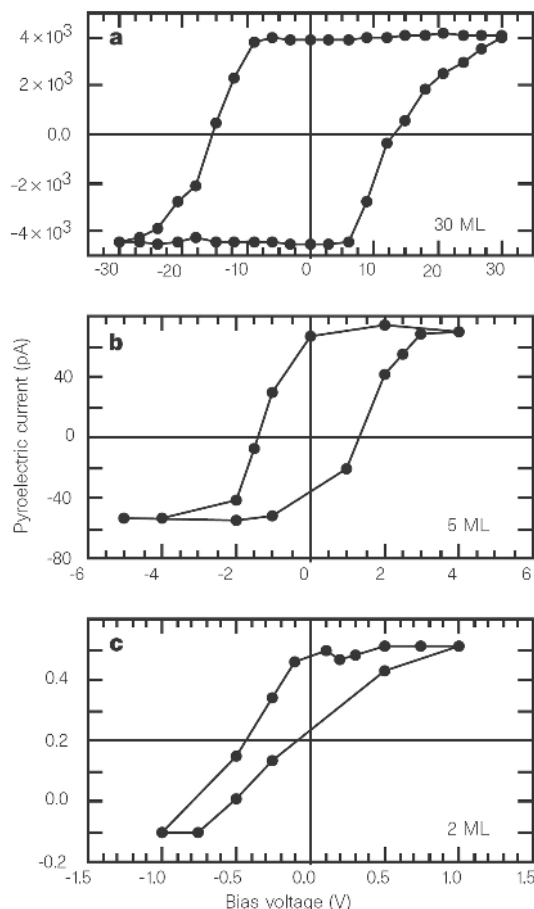 a
4 × 10³
2 × 10³
0.0
-2 × 10³
-4 × 10³
30 ML
-30 -20 -10 0 10 20 30
b
40
0
-40
-80
5 ML
-6 -4 -2 0 2 4 6
Pyroelectric current (pA)
c
0.4
0.2
0.0
-0.2
2 ML
-1.5 -1.0 -0.5 0.0 0.5 1.0 1.5
Bias voltage (V)